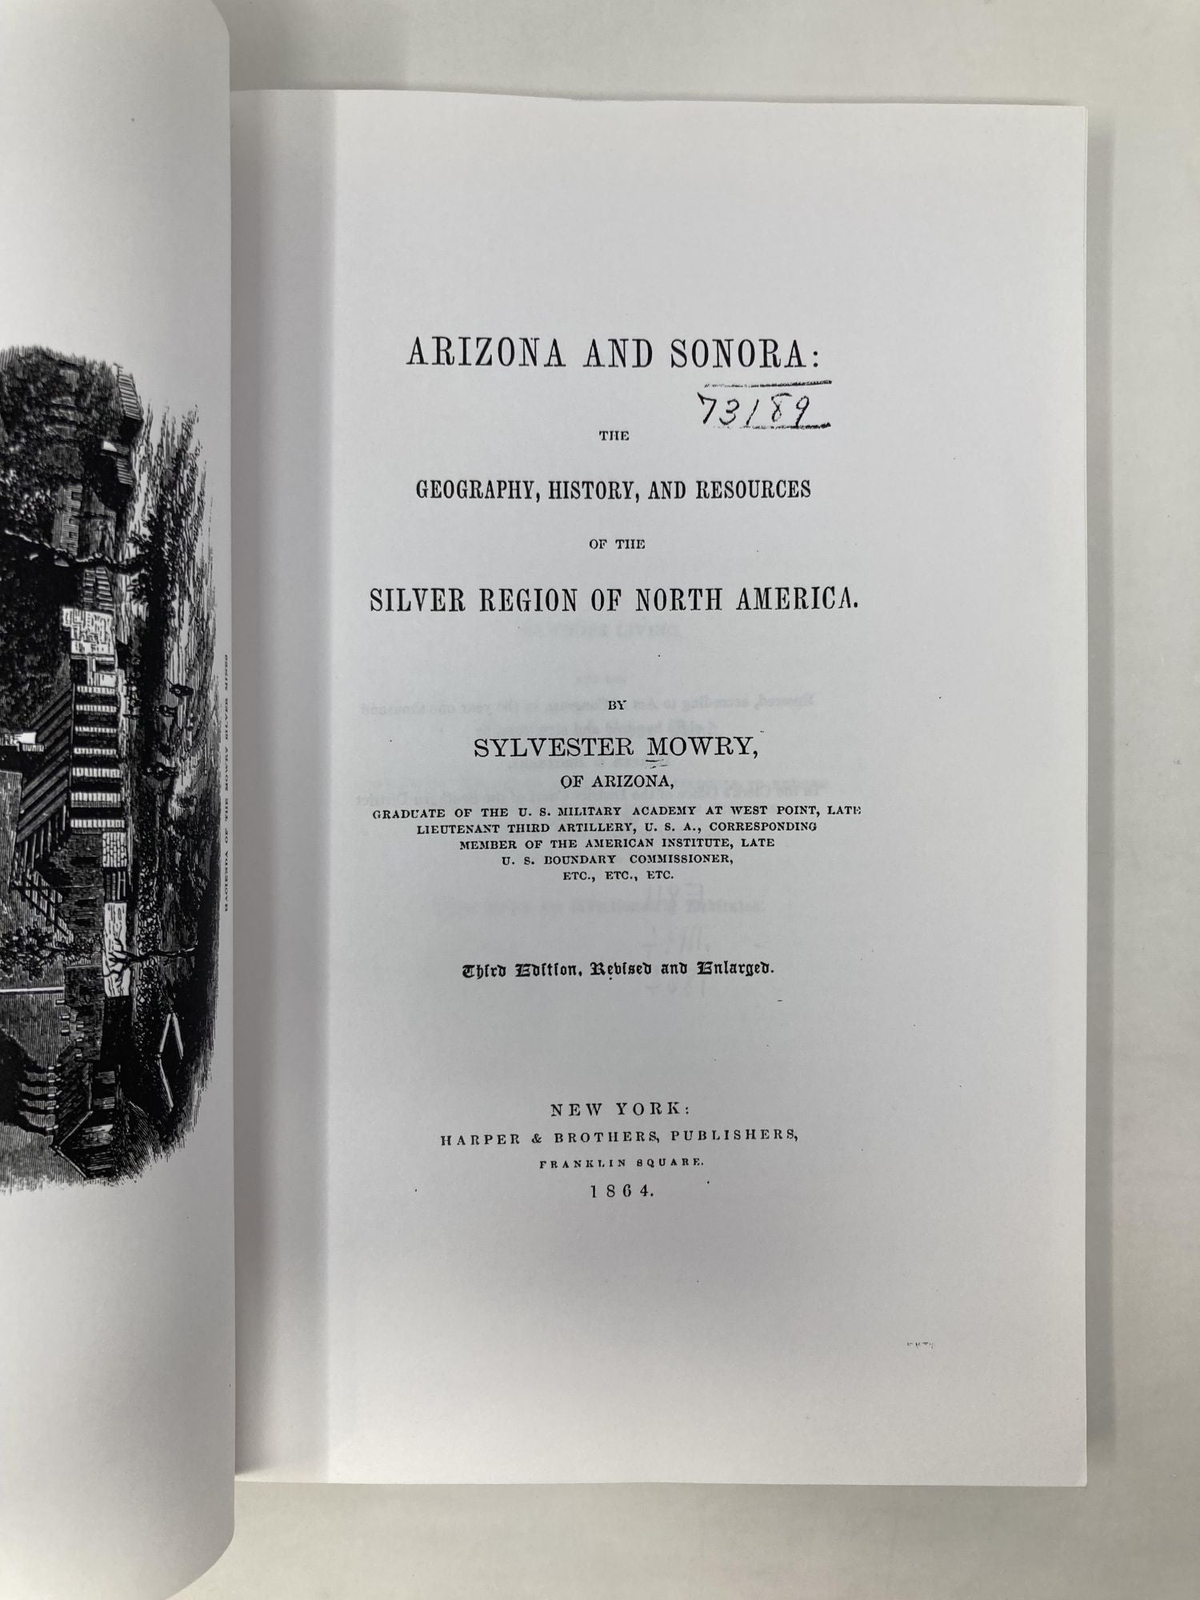 ARIZONA AND SONORA:
73189
THE
GEOGRAPHY, HISTORY, AND RESOURCES
OF THE
SILVER REGION OF NORTH AMERICA.
BY
SYLVESTER MOWRY,
OF ARIZONA,
GRADUATE OF THE U. S. MILITARY ACADEMY AT WEST POINT, LATE
LIEUTENANT THIRD ARTILLERY, U. S. A., CORRESPONDING
MEMBER OF THE AMERICAN INSTITUTE, LATE
U. S. BOUNDARY COMMISSIONER,
ETC., ETC., ETC.
Third Edition, Revised and Enlarged.
NEW YORK:
HARPER & BROTHERS, PUBLISHERS,
FRANKLIN SQUARE.
1864.